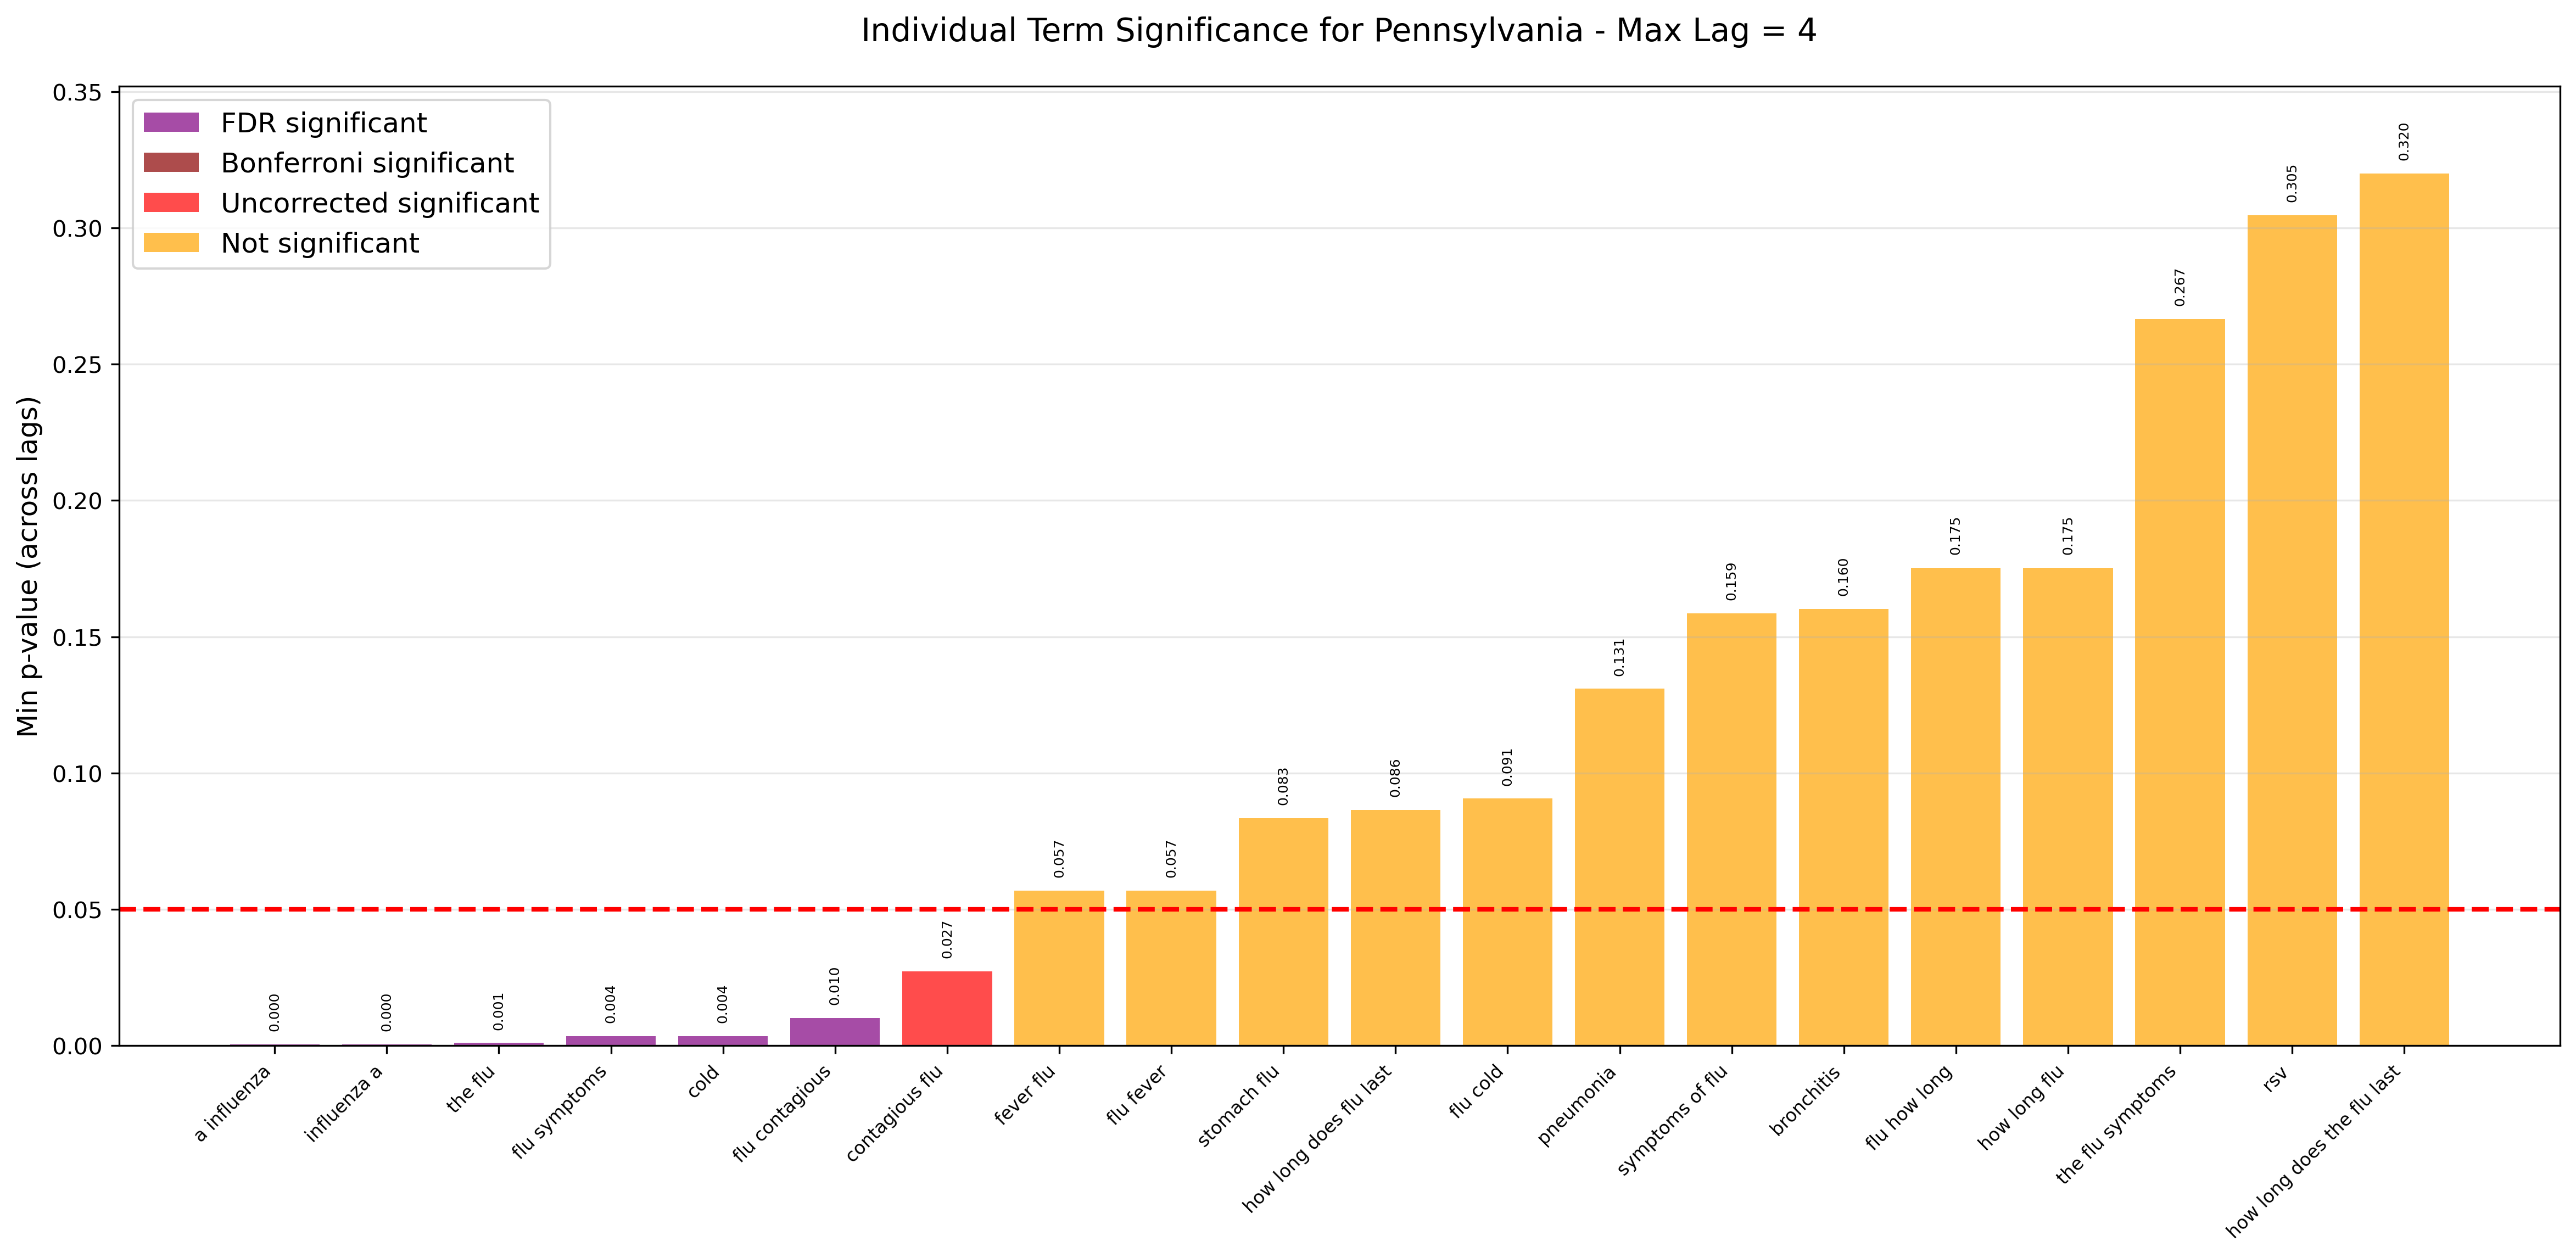 Individual Term Significance for Pennsylvania - Max Lag = 4
Min p-value (across lags)
0.35
0.30
0.25
0.20
0.15
0.10
0.05
0.00
FDR significant
Bonferroni significant
Uncorrected significant
Not significant
0.000
0.000
0.001
0.004
0.004
0.010
0.027
0.057
0.057
0.083
0.086
0.091
0.131
0.159
0.160
0.175
0.175
0.267
0.305
0.320
a influenza
influenza a
the flu
flu symptoms
cold
flu contagious
contagious flu
fever flu
flu fever
stomach flu
how long does flu last
flu cold
pneumonia
symptoms of flu
bronchitis
flu how long
how long flu
the flu symptoms
rsv
how long does the flu last